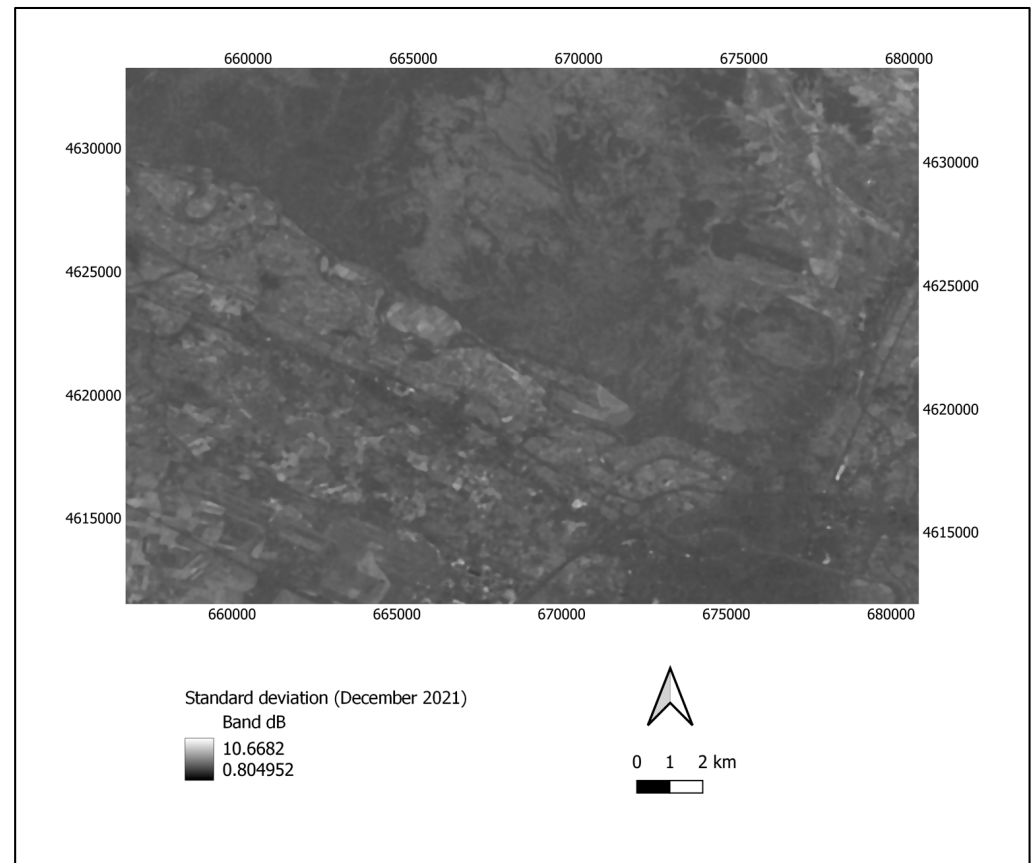 660000 665000 670000 675000 680000
4630000 4630000
4625000 4625000
4620000 4620000
4615000 4615000
660000 665000 670000 675000 680000
Standard deviation (December 2021)
Band dB
10.6682
0.804952
0 1 2 km